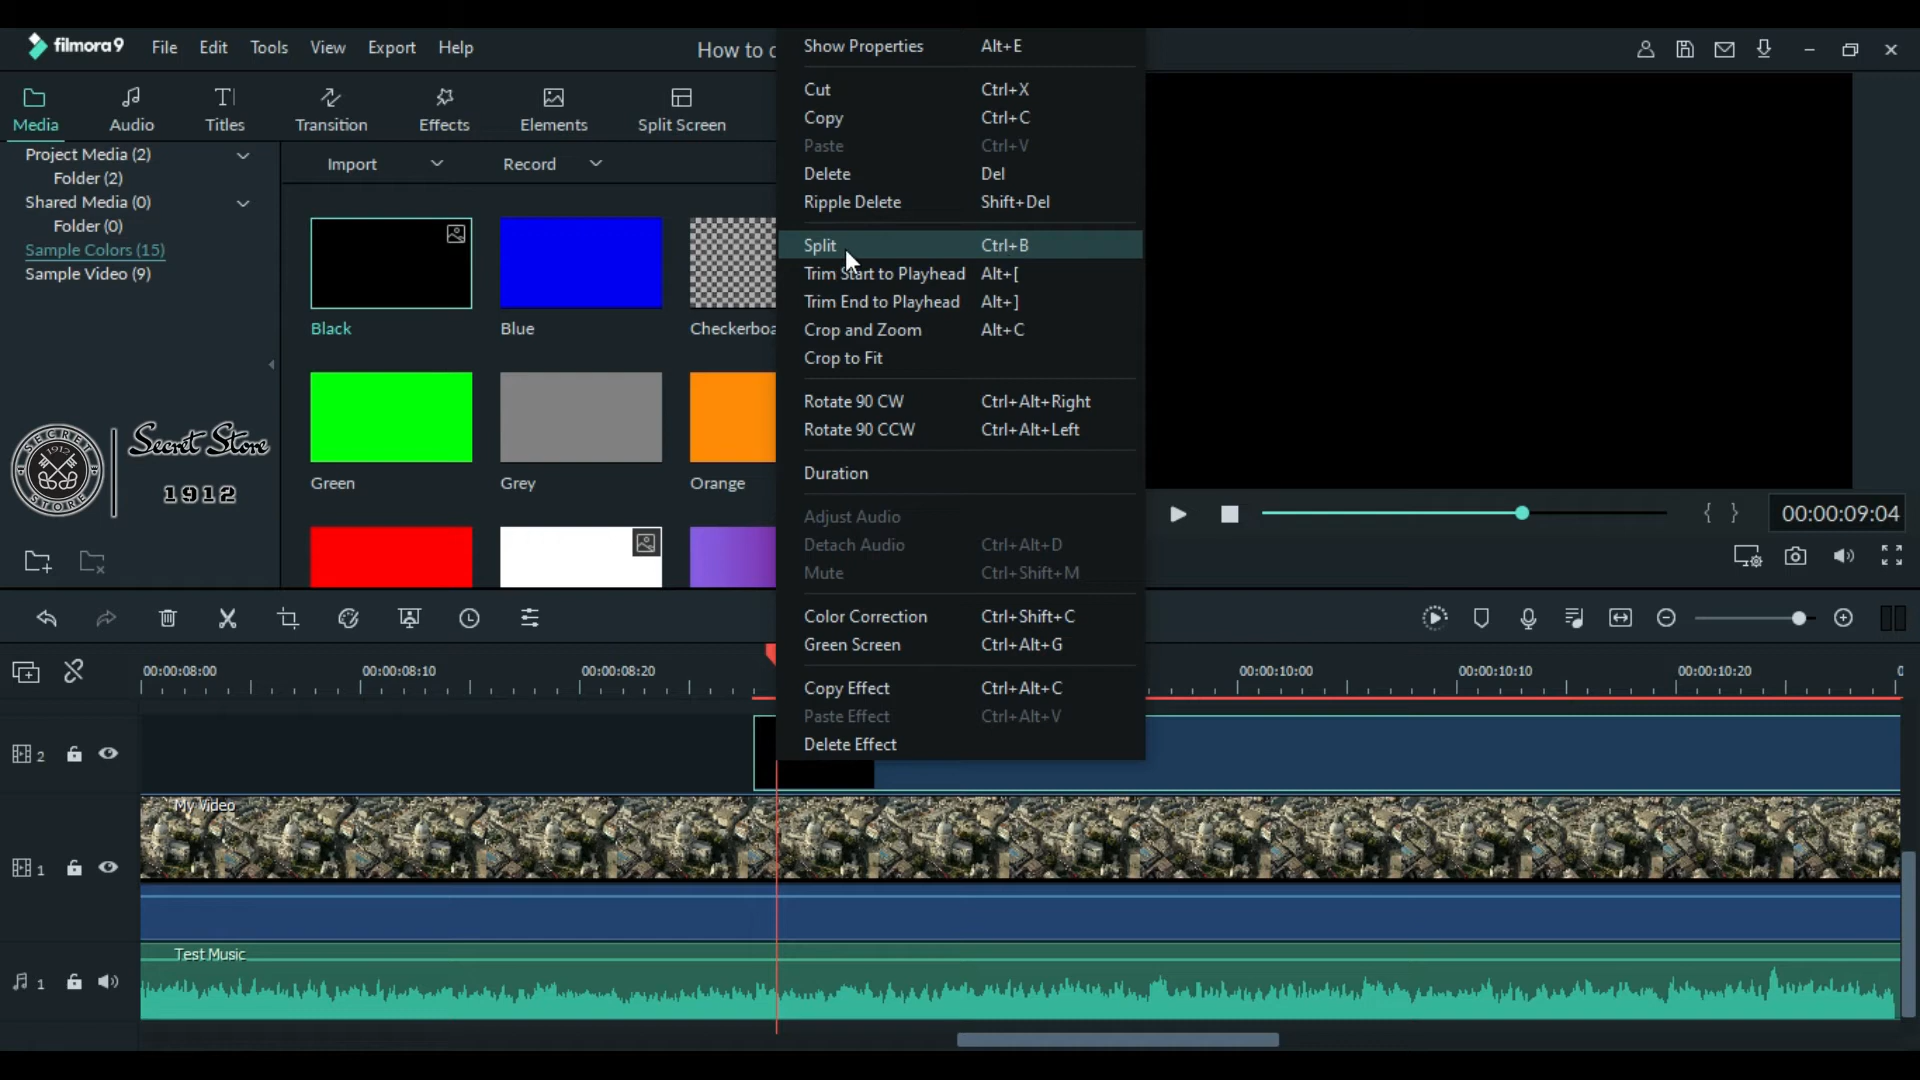 filmora9 File Edit Tools View Export Help
How to c
Media Audio Titles Transition Effects Elements Split Screen
Project Media (2)
Folder (2)
Shared Media (0)
Folder (0)
Sample Colors (15)
Sample Video (9)
SECRET
1912
STORE
Secret Store
1912
Import Record
Black Blue Checkerboa
Green Grey Orange
Show Properties Alt+E
Cut Ctrl+X
Copy Ctrl+C
Paste Ctrl+V
Delete Del
Ripple Delete Shift+Del
Split Ctrl+B
Trim Start to Playhead Alt+[
Trim End to Playhead Alt+]
Crop and Zoom Alt+C
Crop to Fit
Rotate 90 CW Ctrl+Alt+Right
Rotate 90 CCW Ctrl+Alt+Left
Duration
Adjust Audio
Detach Audio Ctrl+Alt+D
Mute Ctrl+Shift+M
Color Correction Ctrl+Shift+C
Green Screen Ctrl+Alt+G
Copy Effect Ctrl+Alt+C
Paste Effect Ctrl+Alt+V
Delete Effect
{ } 00:00:09:04
00:00:08:00 00:00:08:10 00:00:08:20 00:00:10:00 00:00:10:10 00:00:10:20 0
2
My Video
1
Test Music
1